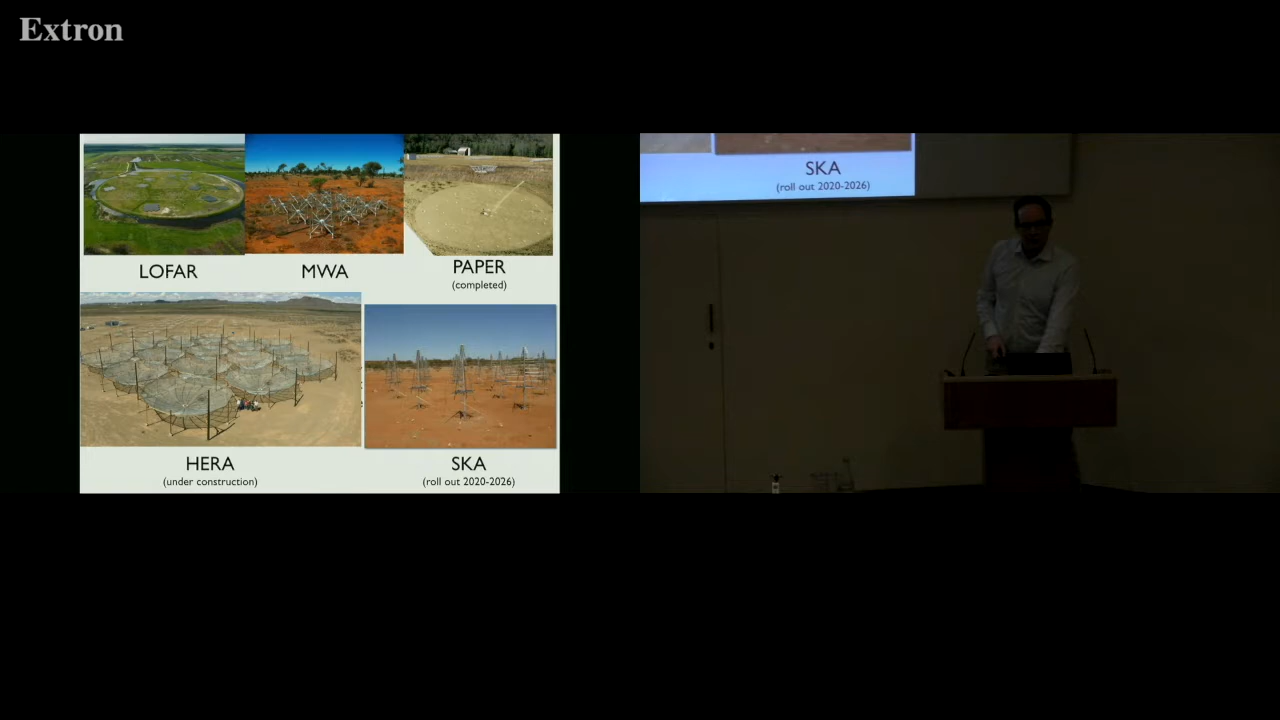 Extron
LOFAR
MWA
PAPER
(completed)
HERA
(under construction)
SKA
(roll out 2020-2026)
SKA
(roll out 2020-2026)